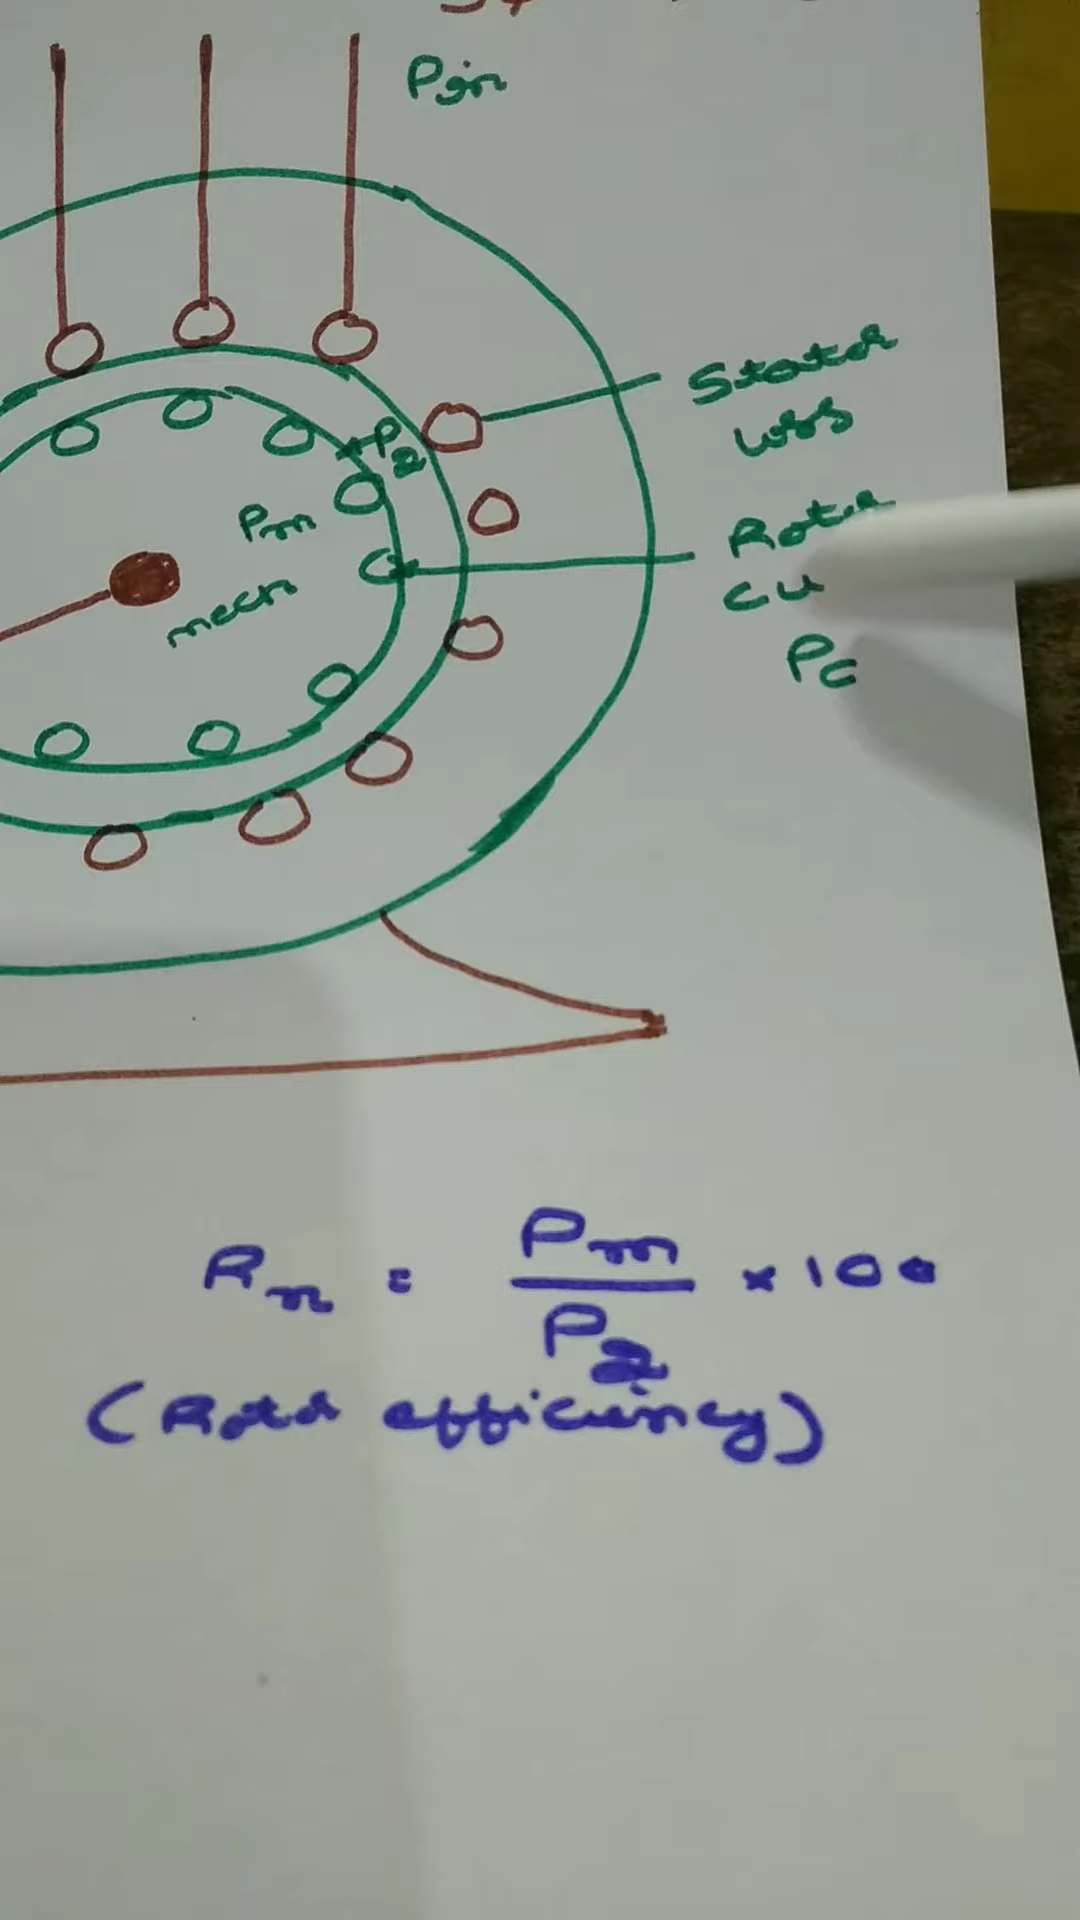 Pin
Stator
loss
P2
Rotor
cu
Pc
Pm
mech
Rη = Pm / P2 × 100
(Rotor efficiency)